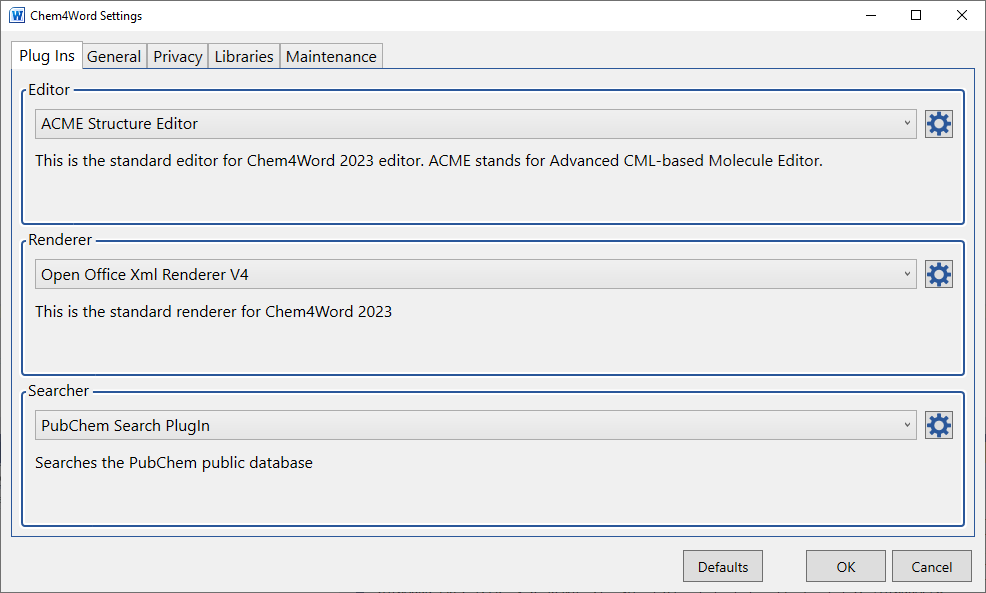 Chem4Word Settings
Plug Ins General Privacy Libraries Maintenance
Editor
ACME Structure Editor
This is the standard editor for Chem4Word 2023 editor. ACME stands for Advanced CML-based Molecule Editor.
Renderer
Open Office Xml Renderer V4
This is the standard renderer for Chem4Word 2023
Searcher
PubChem Search PlugIn
Searches the PubChem public database
Defaults OK Cancel